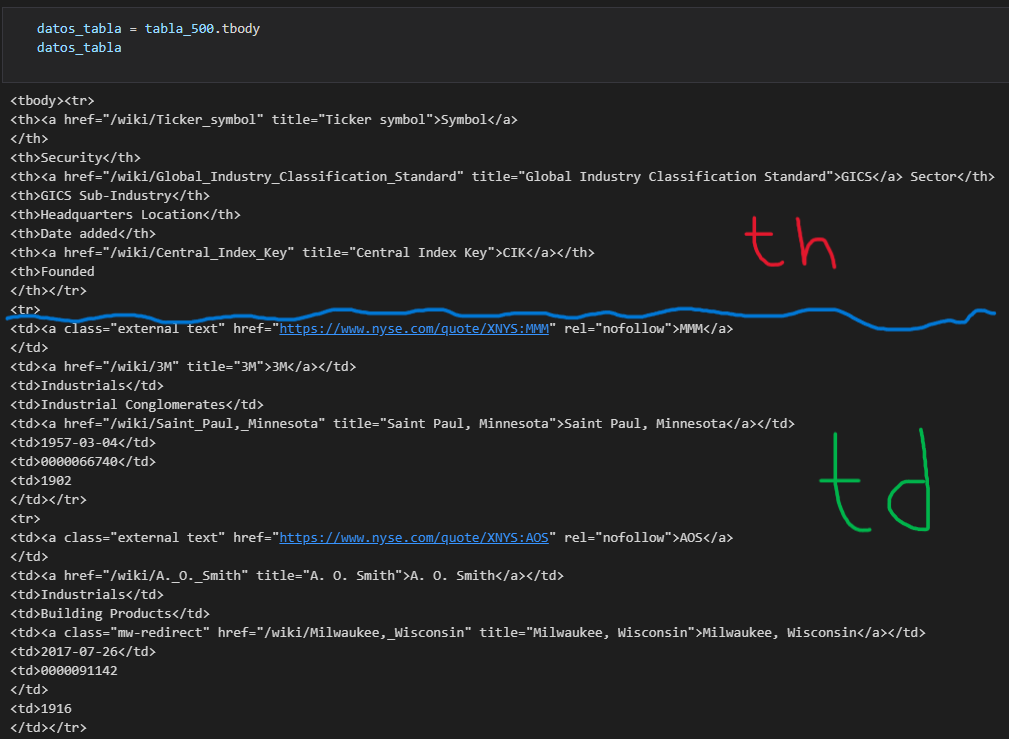 datos_tabla = tabla_500.tbody
datos_tabla
<tbody><tr>
<th><a href="/wiki/Ticker_symbol" title="Ticker symbol">Symbol</a>
</th>
<th>Security</th>
<th><a href="/wiki/Global_Industry_Classification_Standard" title="Global Industry Classification Standard">GICS</a> Sector</th>
<th>GICS Sub-Industry</th>
<th>Headquarters Location</th>
<th>Date added</th>
<th><a href="/wiki/Central_Index_Key" title="Central Index Key">CIK</a></th>
<th>Founded
</th></tr>
th
<tr>
<td><a class="external text" href="https://www.nyse.com/quote/XNYS:MMM" rel="nofollow">MMM</a>
</td>
<td><a href="/wiki/3M" title="3M">3M</a></td>
<td>Industrials</td>
<td>Industrial Conglomerates</td>
<td><a href="/wiki/Saint_Paul,_Minnesota" title="Saint Paul, Minnesota">Saint Paul, Minnesota</a></td>
<td>1957-03-04</td>
<td>0000066740</td>
<td>1902
</td></tr>
td
<tr>
<td><a class="external text" href="https://www.nyse.com/quote/XNYS:AOS" rel="nofollow">AOS</a>
</td>
<td><a href="/wiki/A._O._Smith" title="A. O. Smith">A. O. Smith</a></td>
<td>Industrials</td>
<td>Building Products</td>
<td><a class="mw-redirect" href="/wiki/Milwaukee,_Wisconsin" title="Milwaukee, Wisconsin">Milwaukee, Wisconsin</a></td>
<td>2017-07-26</td>
<td>0000091142
</td>
<td>1916
</td></tr>